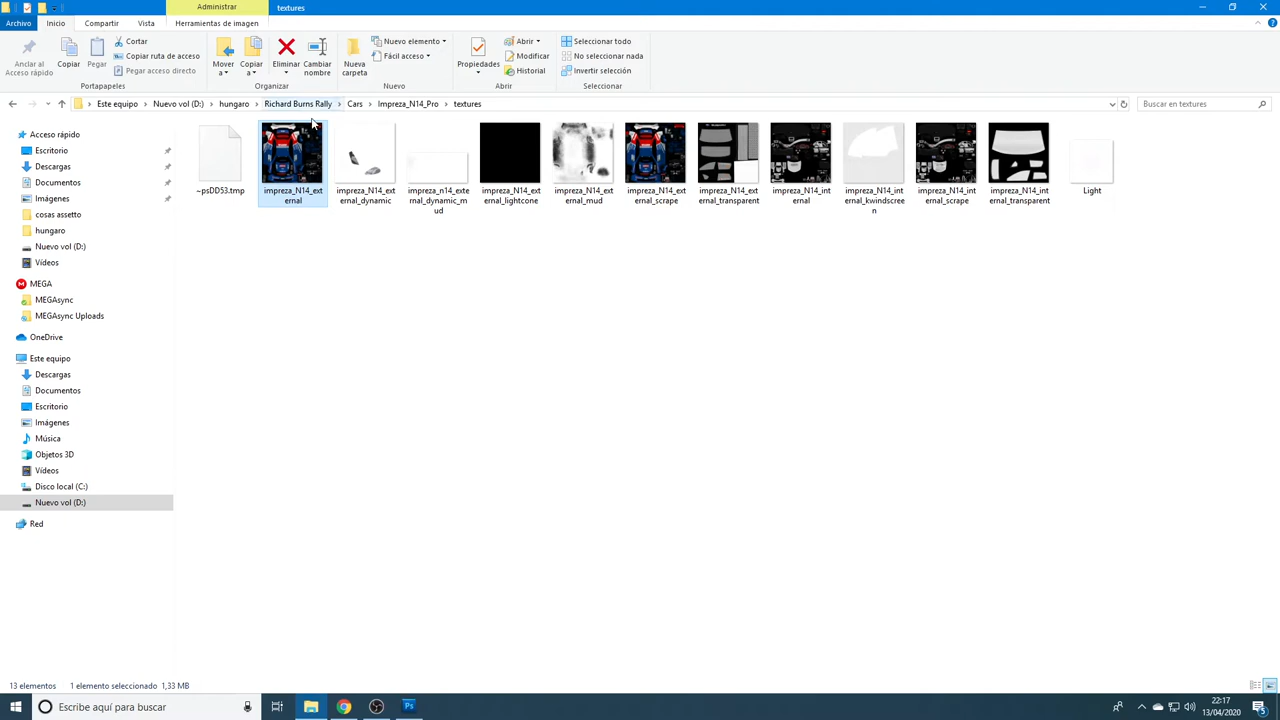 Administrar
textures
Archivo
Inicio
Compartir
Vista
Herramientas de imagen
Anclar al
Acceso rápido
Copiar
Pegar
Cortar
Copiar ruta de acceso
Pegar acceso directo
Portapapeles
Mover
a
Copiar
a
Eliminar
Cambiar
nombre
Organizar
Nueva
carpeta
Nuevo elemento
Fácil acceso
Nuevo
Propiedades
Abrir
Modificar
Historial
Abrir
Seleccionar todo
No seleccionar nada
Invertir selección
Seleccionar
Este equipo > Nuevo vol (D:) > hungaro > Richard Burns Rally > Cars > Impreza_N14_Pro > textures
Buscar en textures
Acceso rápido
Escritorio
Descargas
Documentos
Imágenes
cosas assetto
hungaro
Nuevo vol (D:)
Vídeos
MEGA
MEGAsync
MEGAsync Uploads
OneDrive
Este equipo
Descargas
Documentos
Escritorio
Imágenes
Música
Objetos 3D
Vídeos
Disco local (C:)
Nuevo vol (D:)
Red
~psDD53.tmp
impreza_N14_ext
ernal
impreza_N14_ext
ernal_dynamic
impreza_n14_exte
rnal_dynamic_m
ud
impreza_N14_ext
ernal_lightcone
impreza_N14_ext
ernal_mud
impreza_N14_ext
ernal_scrape
impreza_N14_ext
ernal_transparent
impreza_N14_int
ernal
impreza_N14_int
ernal_kwindscree
n
impreza_N14_int
ernal_scrape
impreza_N14_int
ernal_transparent
Light
13 elementos
1 elemento seleccionado 1,33 MB
Escribe aquí para buscar
Ps
22:17
13/04/2020
5